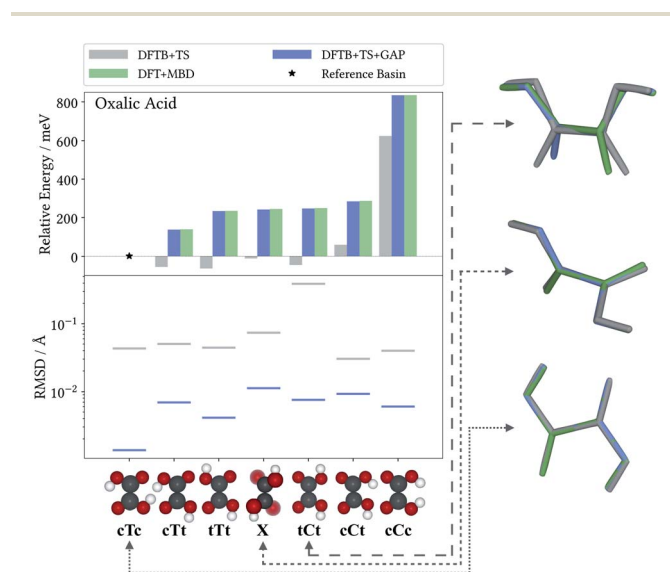 DFTB+TS
DFTB+TS+GAP
DFT+MBD
Reference Basin
Oxalic Acid
Relative Energy / meV
800
600
400
200
0
RMSD / Å
10⁻¹
10⁻²
cTc cTt tTt X tCt cCt cCc